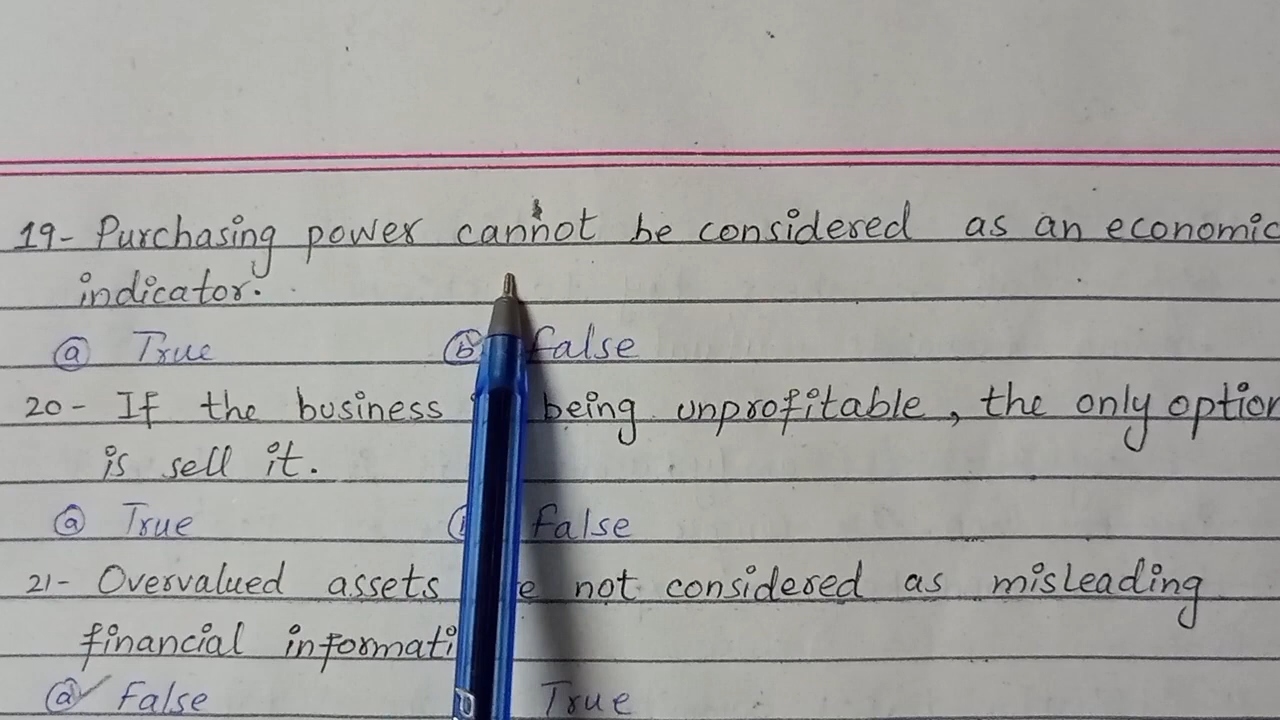 19- Purchasing power cannot be considered as an economic
indicator.
ⓐ True ⓑ False
20- If the business being unprofitable, the only option
is sell it.
ⓐ True False
21- Overvalued assets not considered as misleading
financial
ⓐ✓ False True